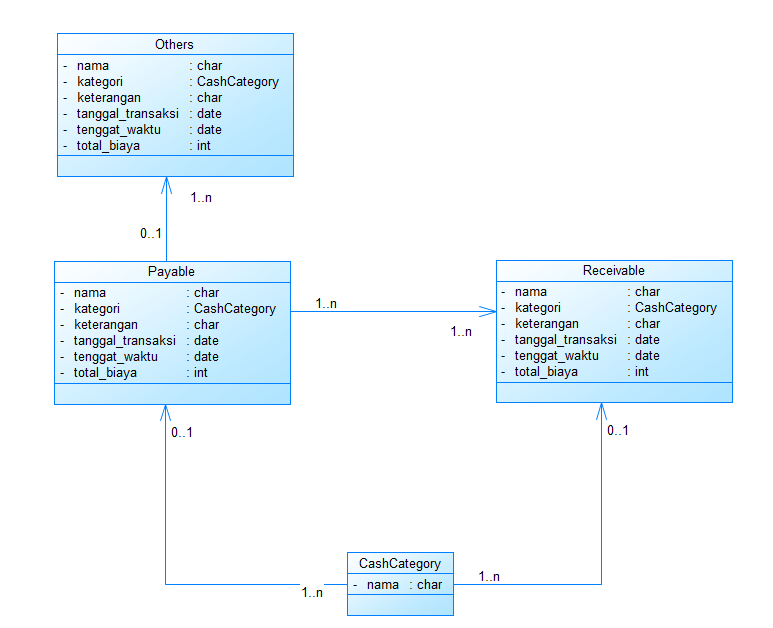 Others
- nama : char
- kategori : CashCategory
- keterangan : char
- tanggal_transaksi : date
- tenggat_waktu : date
- total_biaya : int
1..n
0..1
Payable
- nama : char
- kategori : CashCategory
- keterangan : char
- tanggal_transaksi : date
- tenggat_waktu : date
- total_biaya : int
1..n
1..n
Receivable
- nama : char
- kategori : CashCategory
- keterangan : char
- tanggal_transaksi : date
- tenggat_waktu : date
- total_biaya : int
0..1
0..1
CashCategory
- nama : char
1..n
1..n